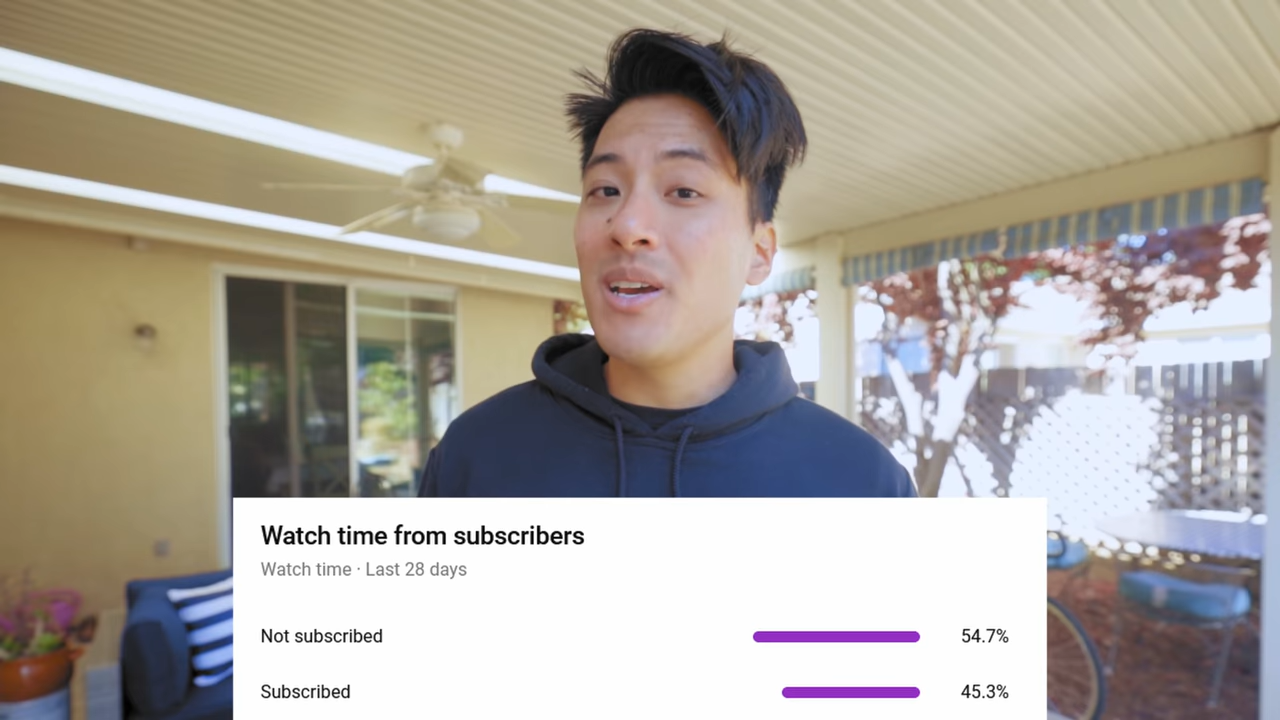 Watch time from subscribers
Watch time · Last 28 days
Not subscribed 54.7%
Subscribed 45.3%